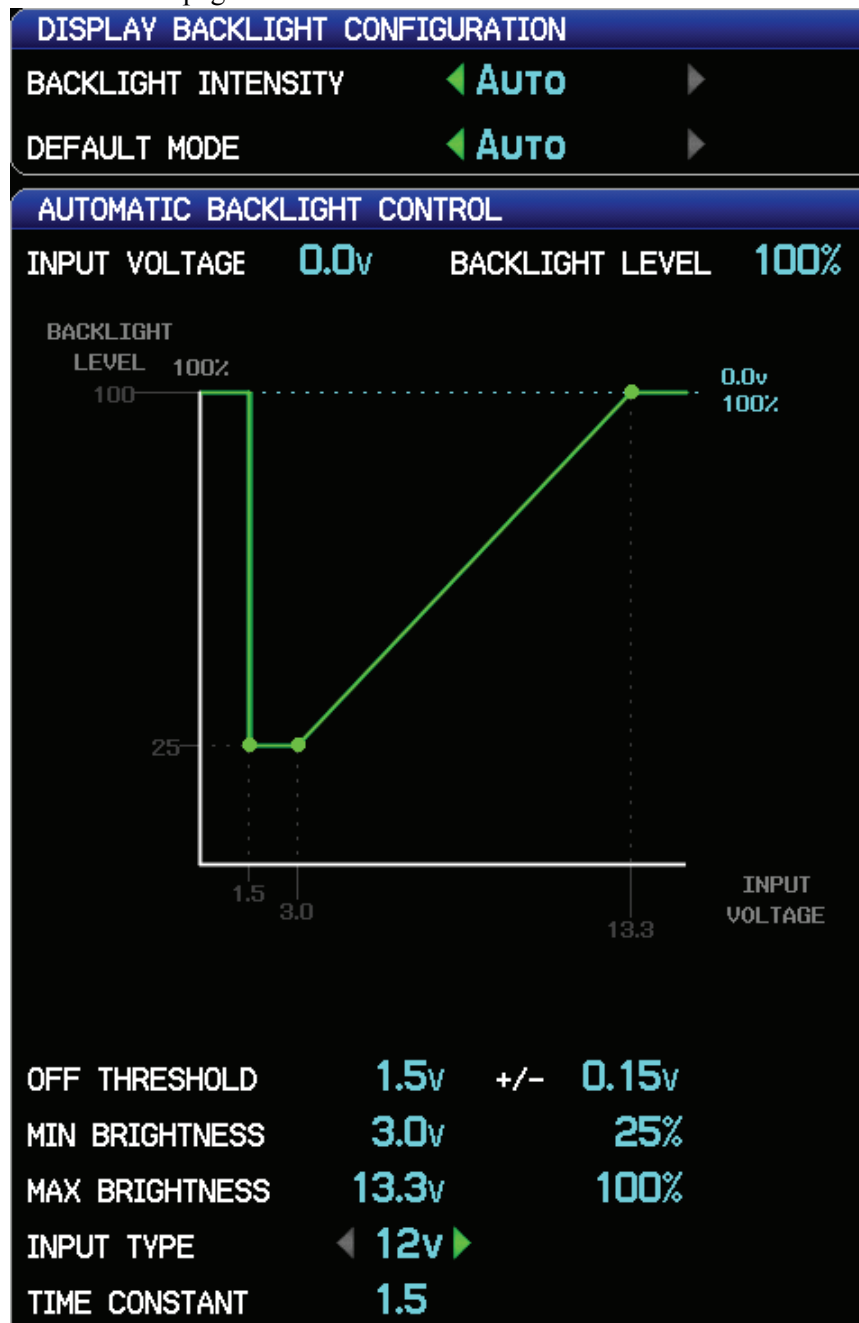 DISPLAY BACKLIGHT CONFIGURATION
BACKLIGHT INTENSITY AUTO
DEFAULT MODE AUTO
AUTOMATIC BACKLIGHT CONTROL
INPUT VOLTAGE 0.0V BACKLIGHT LEVEL 100%
BACKLIGHT
LEVEL 100%
100
0.0v
100%
25
1.5
3.0
13.3
INPUT
VOLTAGE
OFF THRESHOLD 1.5V +/- 0.15V
MIN BRIGHTNESS 3.0V 25%
MAX BRIGHTNESS 13.3V 100%
INPUT TYPE 12V
TIME CONSTANT 1.5